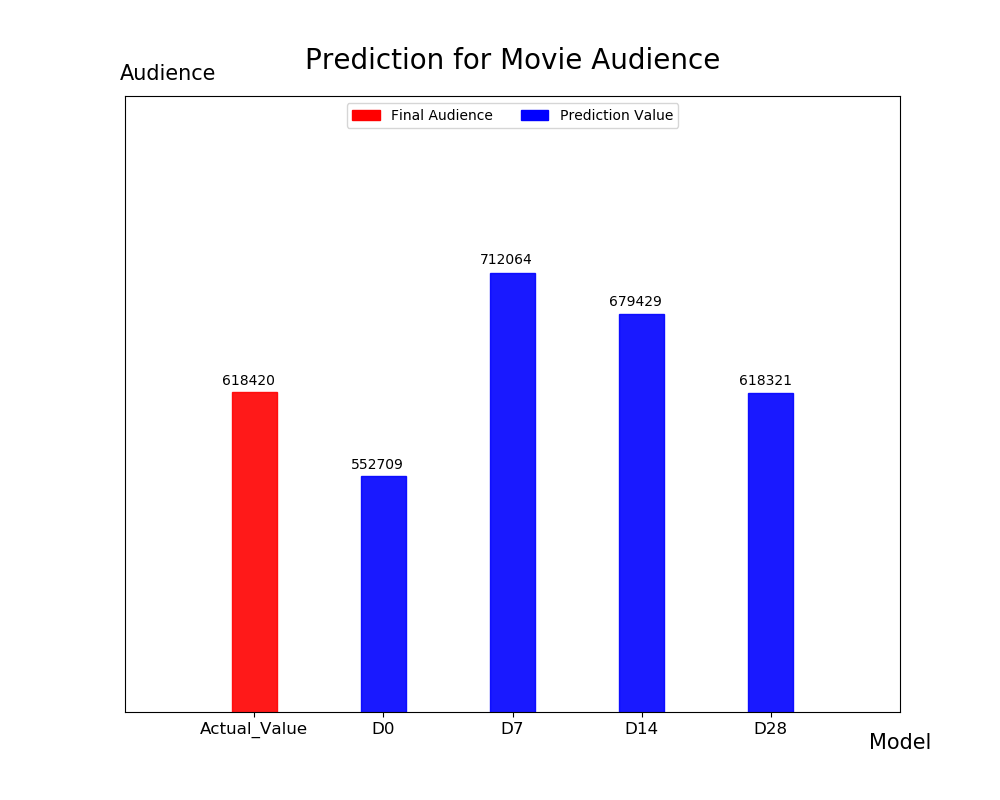 Prediction for Movie Audience
Audience
Final Audience Prediction Value
712064
679429
618420
618321
552709
Actual_Value D0 D7 D14 D28
Model